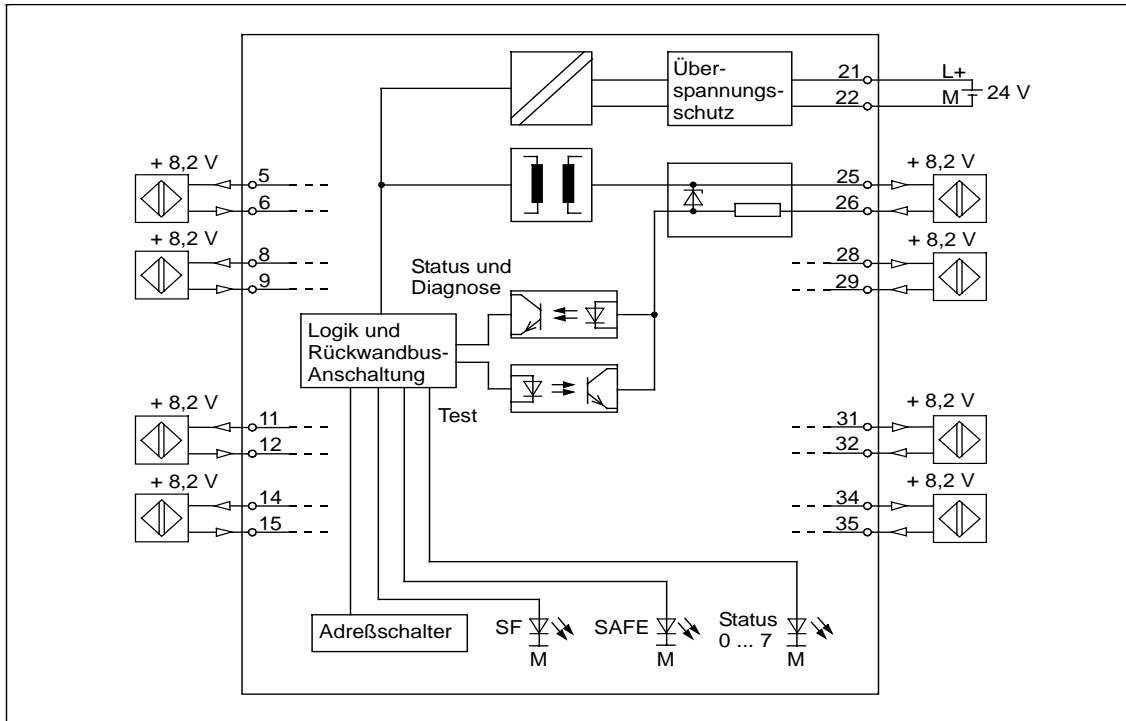 Über-
spannungs-
schutz
21
22
L+
M
24 V
+ 8,2 V
5
6
25
26
+ 8,2 V
+ 8,2 V
8
9
28
29
+ 8,2 V
Status und
Diagnose
Logik und
Rückwandbus-
Anschaltung
Test
+ 8,2 V
11
12
31
32
+ 8,2 V
+ 8,2 V
14
15
34
35
+ 8,2 V
Adreßschalter
SF
M
SAFE
M
Status
0 ... 7
M